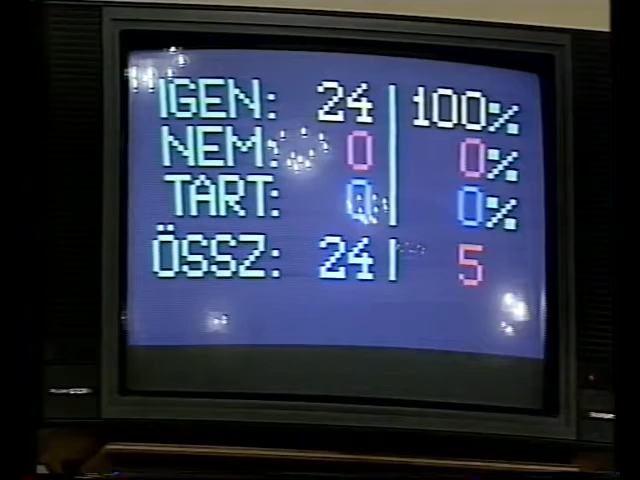 IGEN: 24 100%
NEM: 0 0%
TART: 0 0%
ÖSSZ: 24 5